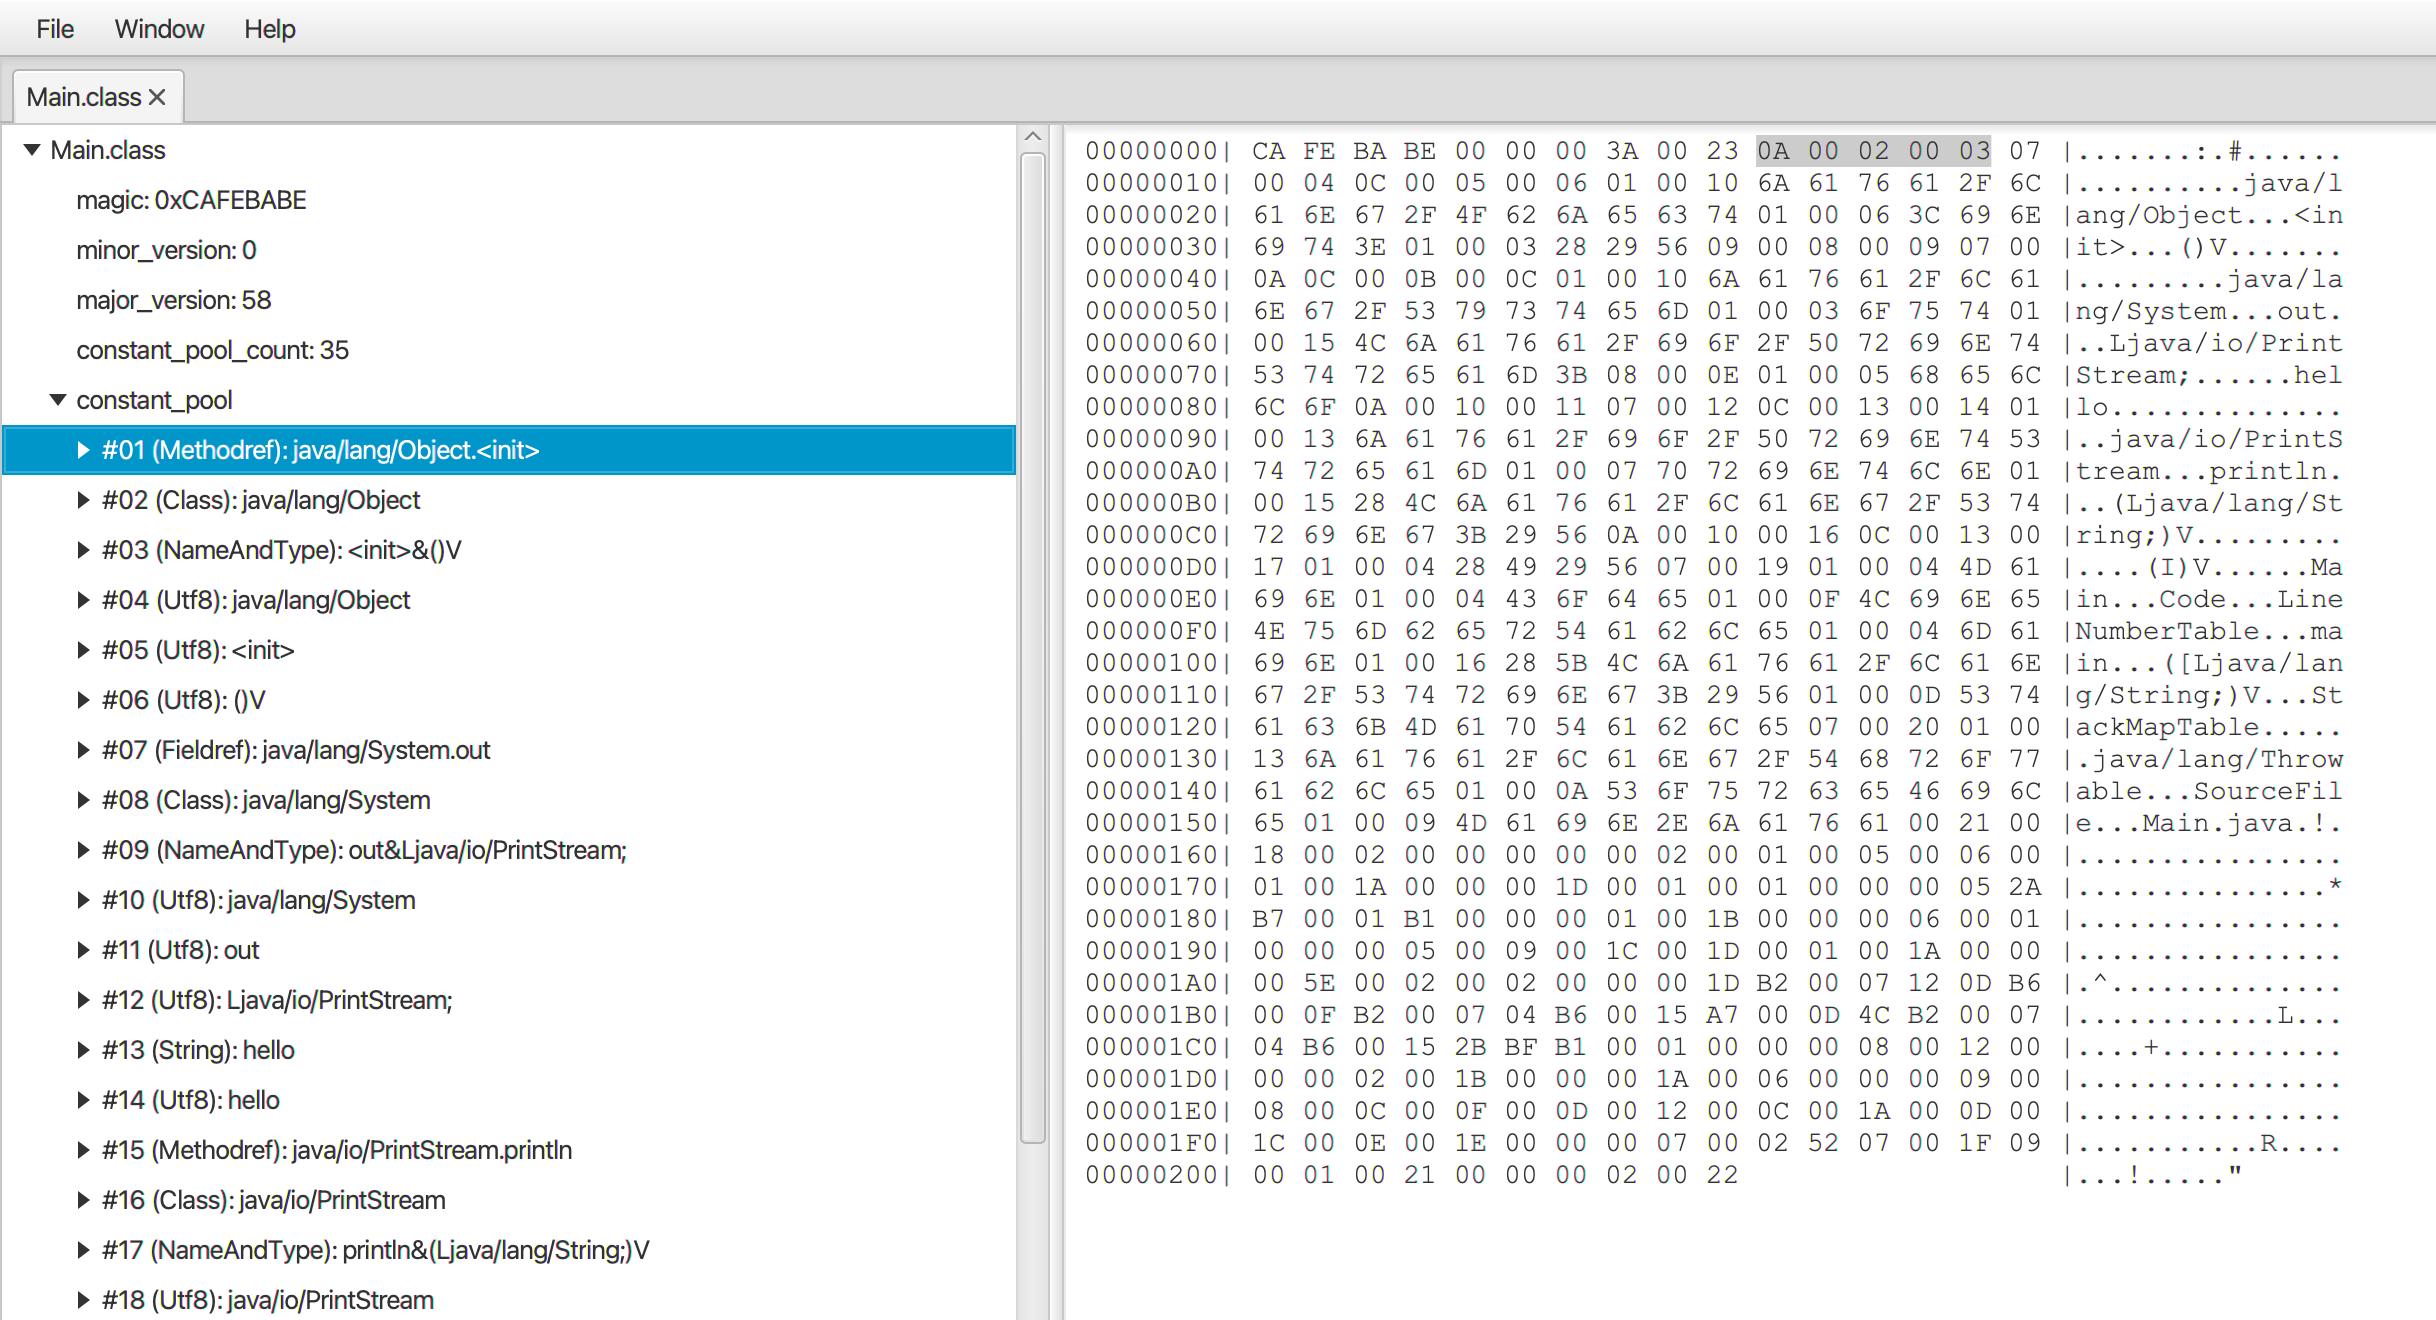 File Window Help
Main.class
Main.class
magic: 0xCAFEBABE
minor_version: 0
major_version: 58
constant_pool_count: 35
constant_pool
#01 (Methodref): java/lang/Object.<init>
#02 (Class): java/lang/Object
#03 (NameAndType): <init>&()V
#04 (Utf8): java/lang/Object
#05 (Utf8): <init>
#06 (Utf8): ()V
#07 (Fieldref): java/lang/System.out
#08 (Class): java/lang/System
#09 (NameAndType): out&Ljava/io/PrintStream;
#10 (Utf8): java/lang/System
#11 (Utf8): out
#12 (Utf8): Ljava/io/PrintStream;
#13 (String): hello
#14 (Utf8): hello
#15 (Methodref): java/io/PrintStream.println
#16 (Class): java/io/PrintStream
#17 (NameAndType): println&(Ljava/lang/String;)V
#18 (Utf8): java/io/PrintStream
00000000| CA FE BA BE 00 00 00 3A 00 23 0A 00 02 00 03 07 |.......:.#......
00000010| 00 04 0C 00 05 00 06 01 00 10 6A 61 76 61 2F 6C |..........java/l
00000020| 61 6E 67 2F 4F 62 6A 65 63 74 01 00 06 3C 69 6E |ang/Object...<in
00000030| 69 74 3E 01 00 03 28 29 56 09 00 08 00 09 07 00 |it>...()V.......
00000040| 0A 0C 00 0B 00 0C 01 00 10 6A 61 76 61 2F 6C 61 |.........java/la
00000050| 6E 67 2F 53 79 73 74 65 6D 01 00 03 6F 75 74 01 |ng/System...out.
00000060| 00 15 4C 6A 61 76 61 2F 69 6F 2F 50 72 69 6E 74 |..Ljava/io/Print
00000070| 53 74 72 65 61 6D 3B 08 00 0E 01 00 05 68 65 6C |Stream;......hel
00000080| 6C 6F 0A 00 10 00 11 07 00 12 0C 00 13 00 14 01 |lo..............
00000090| 00 13 6A 61 76 61 2F 69 6F 2F 50 72 69 6E 74 53 |..java/io/PrintS
000000A0| 74 72 65 61 6D 01 00 07 70 72 69 6E 74 6C 6E 01 |tream...println.
000000B0| 00 15 28 4C 6A 61 76 61 2F 6C 61 6E 67 2F 53 74 |..(Ljava/lang/St
000000C0| 72 69 6E 67 3B 29 56 0A 00 10 00 16 0C 00 13 00 |ring;)V.........
000000D0| 17 01 00 04 28 49 29 56 07 00 19 01 00 04 4D 61 |....(I)V......Ma
000000E0| 69 6E 01 00 04 43 6F 64 65 01 00 0F 4C 69 6E 65 |in...Code...Line
000000F0| 4E 75 6D 62 65 72 54 61 62 6C 65 01 00 04 6D 61 |NumberTable...ma
00000100| 69 6E 01 00 16 28 5B 4C 6A 61 76 61 2F 6C 61 6E |in...([Ljava/lan
00000110| 67 2F 53 74 72 69 6E 67 3B 29 56 01 00 0D 53 74 |g/String;)V...St
00000120| 61 63 6B 4D 61 70 54 61 62 6C 65 07 00 20 01 00 |ackMapTable.....
00000130| 13 6A 61 76 61 2F 6C 61 6E 67 2F 54 68 72 6F 77 |.java/lang/Throw
00000140| 61 62 6C 65 01 00 0A 53 6F 75 72 63 65 46 69 6C |able...SourceFil
00000150| 65 01 00 09 4D 61 69 6E 2E 6A 61 76 61 00 21 00 |e...Main.java.!.
00000160| 18 00 02 00 00 00 00 00 02 00 01 00 05 00 06 00 |................
00000170| 01 00 1A 00 00 00 1D 00 01 00 01 00 00 00 05 2A |...............*
00000180| B7 00 01 B1 00 00 00 01 00 1B 00 00 00 06 00 01 |................
00000190| 00 00 00 05 00 09 00 1C 00 1D 00 01 00 1A 00 00 |................
000001A0| 00 5E 00 02 00 02 00 00 00 1D B2 00 07 12 0D B6 |.^..............
000001B0| 00 0F B2 00 07 04 B6 00 15 A7 00 0D 4C B2 00 07 |............L...
000001C0| 04 B6 00 15 2B BF B1 00 01 00 00 00 08 00 12 00 |....+...........
000001D0| 00 00 02 00 1B 00 00 00 1A 00 06 00 00 00 09 00 |................
000001E0| 08 00 0C 00 0F 00 0D 00 12 00 0C 00 1A 00 0D 00 |................
000001F0| 1C 00 0E 00 1E 00 00 00 07 00 02 52 07 00 1F 09 |...........R....
00000200| 00 01 00 21 00 00 00 02 00 22 |...!....."